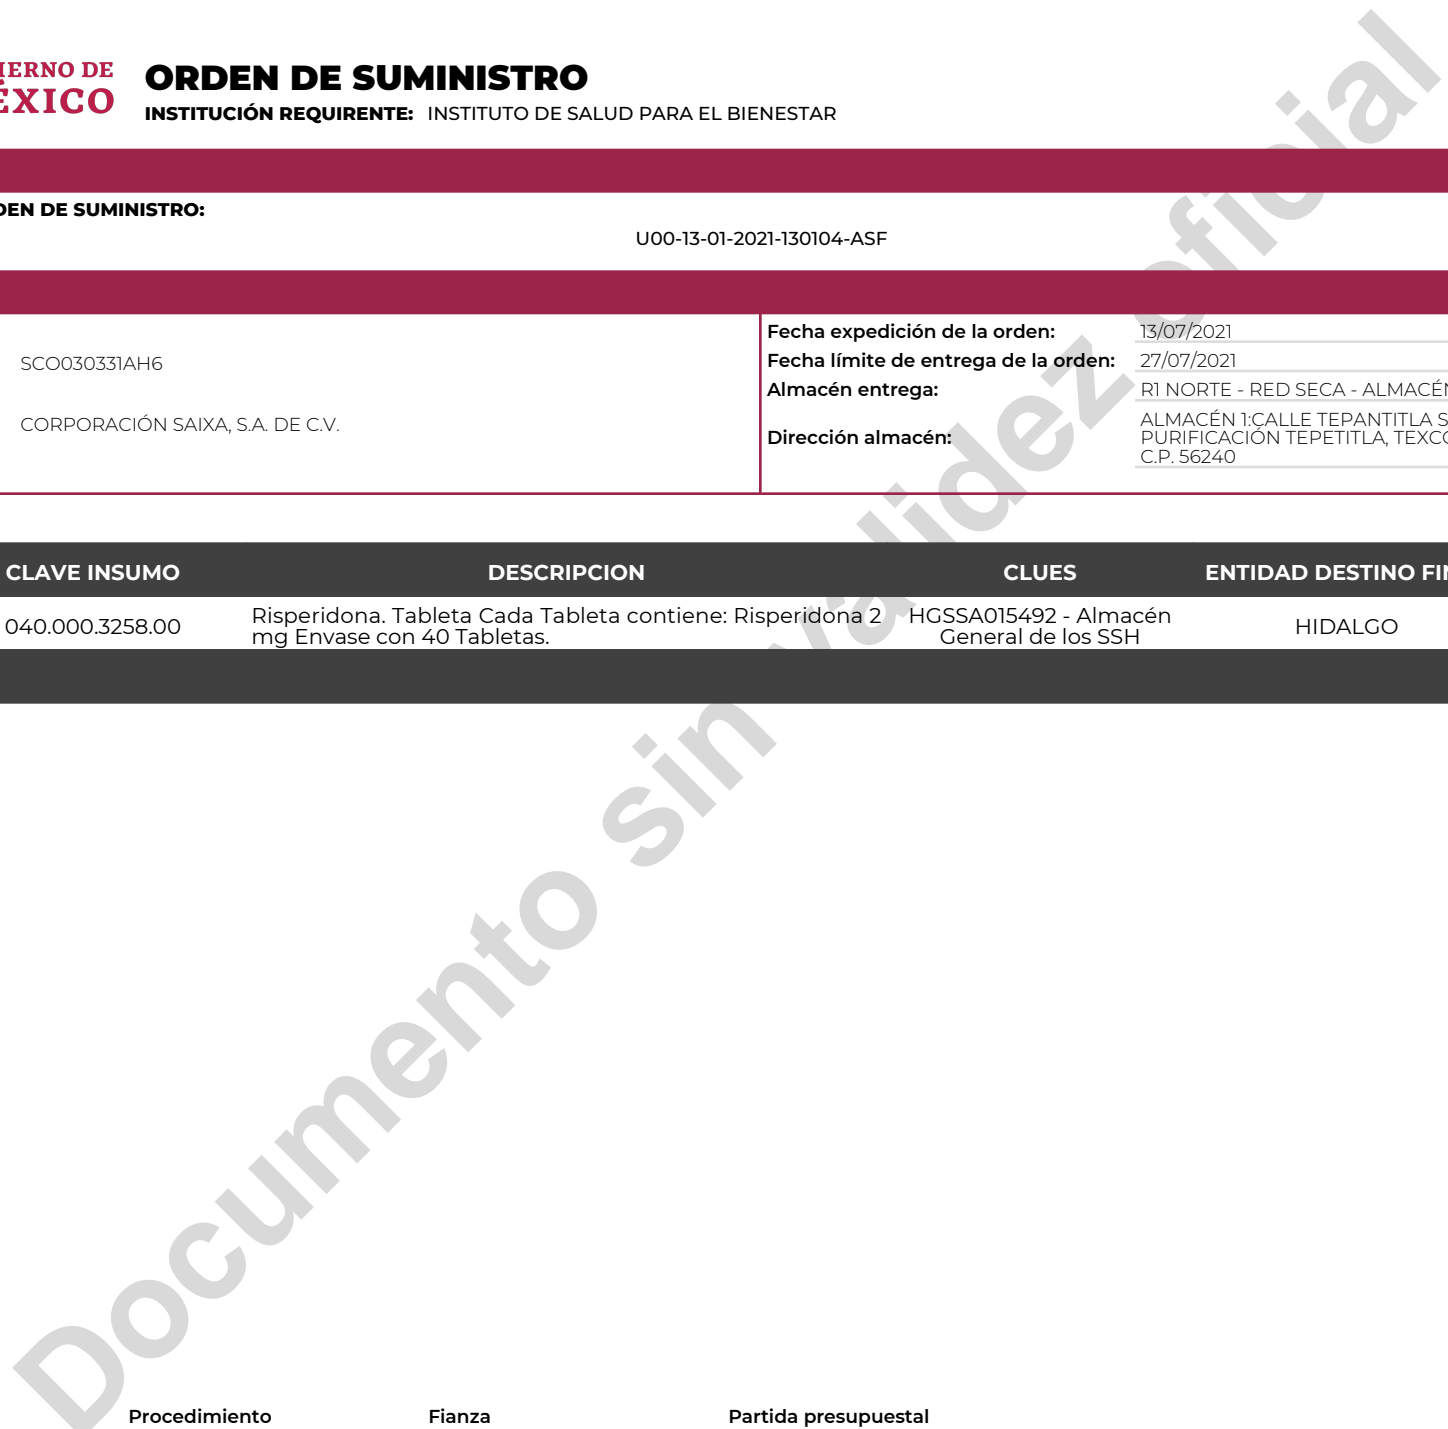 IERNO DE
ÉXICO
ORDEN DE SUMINISTRO
INSTITUCIÓN REQUIRENTE: INSTITUTO DE SALUD PARA EL BIENESTAR
DEN DE SUMINISTRO:
U00-13-01-2021-130104-ASF
SCO030331AH6
CORPORACIÓN SAIXA, S.A. DE C.V.
Fecha expedición de la orden: 13/07/2021
Fecha límite de entrega de la orden: 27/07/2021
Almacén entrega: R1 NORTE - RED SECA - ALMACÉN
Dirección almacén: ALMACÉN 1:CALLE TEPANTITLA S
PURIFICACIÓN TEPETITLA, TEXCO
C.P. 56240
CLAVE INSUMO DESCRIPCION CLUES ENTIDAD DESTINO FIN
040.000.3258.00 Risperidona. Tableta Cada Tableta contiene: Risperidona 2 HGSSA015492 - Almacén HIDALGO
mg Envase con 40 Tabletas. General de los SSH
Documento sin validez oficial
Procedimiento Fianza Partida presupuestal